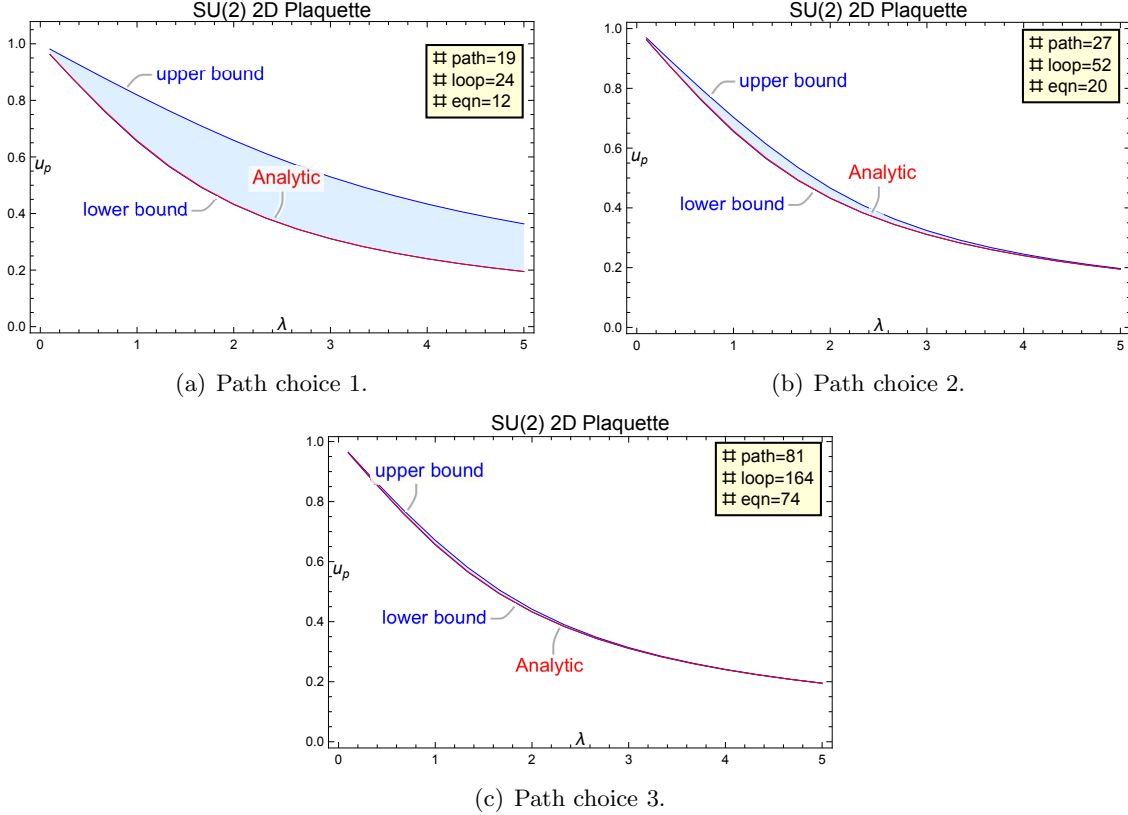 SU(2) 2D Plaquette
1.0
0.8
0.6
0.4
0.2
0.0
u_p
upper bound
Analytic
lower bound
⌗ path=19
⌗ loop=24
⌗ eqn=12
λ
0 1 2 3 4 5
(a) Path choice 1.
SU(2) 2D Plaquette
1.0
0.8
0.6
0.4
0.2
0.0
u_p
upper bound
Analytic
lower bound
⌗ path=27
⌗ loop=52
⌗ eqn=20
λ
0 1 2 3 4 5
(b) Path choice 2.
SU(2) 2D Plaquette
1.0
0.8
0.6
0.4
0.2
0.0
u_p
upper bound
lower bound
Analytic
⌗ path=81
⌗ loop=164
⌗ eqn=74
λ
0 1 2 3 4 5
(c) Path choice 3.